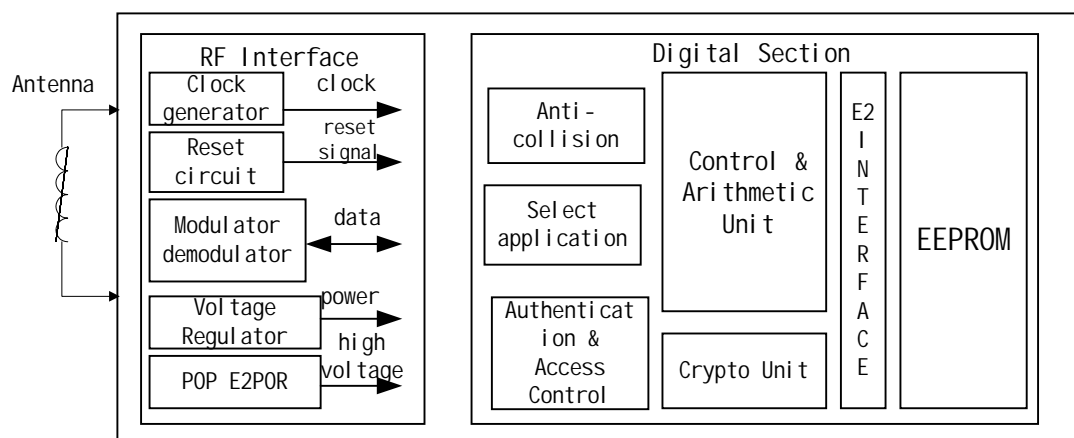 Antenna
RF Interface
Clock
generator
clock
Reset
circuit
reset
signal
Modulator
demodulator
data
Voltage
Regulator
power
POP E2POR
high
voltage
Digital Section
Anti-
collision
Select
application
Authenticat
ion &
Access
Control
Control &
Arithmetic
Unit
Crypto Unit
E2
I
N
T
E
R
F
A
C
E
EEPROM